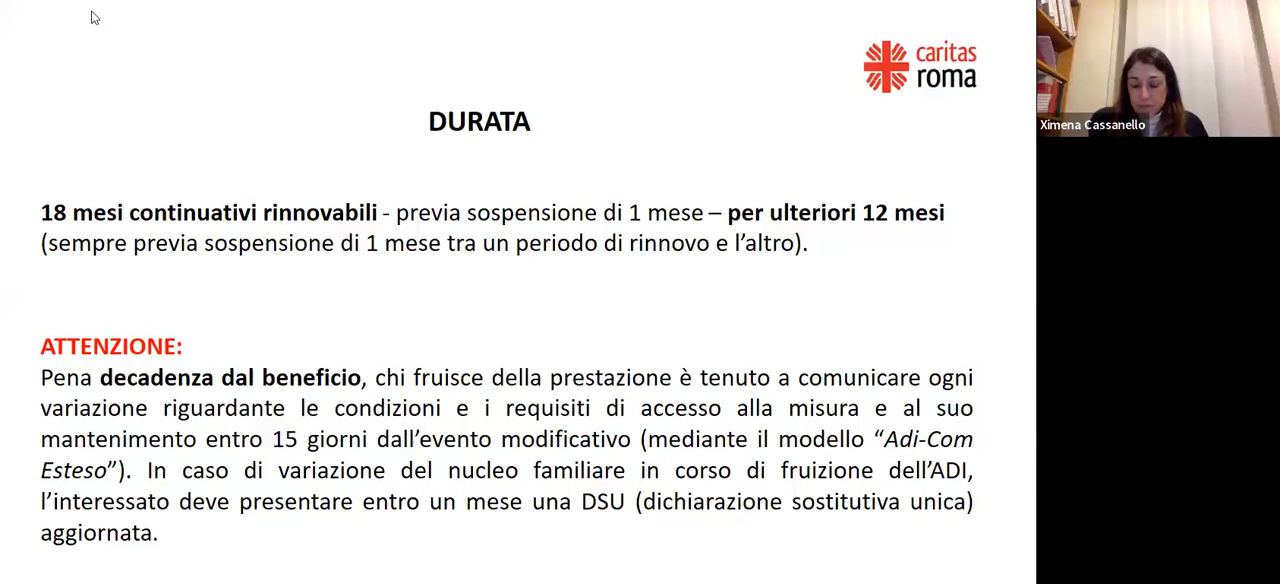 caritas
roma
DURATA
18 mesi continuativi rinnovabili - previa sospensione di 1 mese – per ulteriori 12 mesi
(sempre previa sospensione di 1 mese tra un periodo di rinnovo e l’altro).
ATTENZIONE:
Pena decadenza dal beneficio, chi fruisce della prestazione è tenuto a comunicare ogni
variazione riguardante le condizioni e i requisiti di accesso alla misura e al suo
mantenimento entro 15 giorni dall’evento modificativo (mediante il modello “Adi-Com
Esteso”). In caso di variazione del nucleo familiare in corso di fruizione dell’ADI,
l’interessato deve presentare entro un mese una DSU (dichiarazione sostitutiva unica)
aggiornata.
Ximena Cassanello